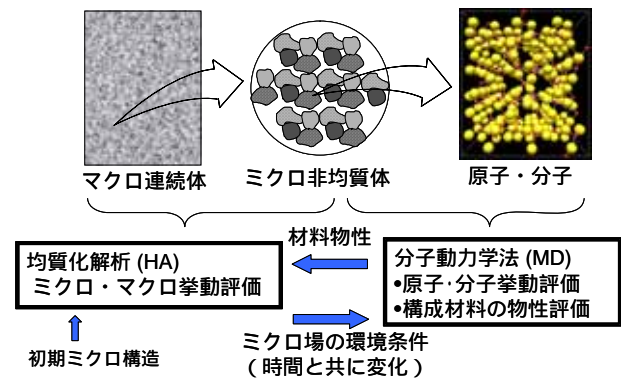 マクロ連続体
ミクロ非均質体
原子・分子
材料物性
均質化解析 (HA)
ミクロ・マクロ挙動評価
分子動力学法 (MD)
•原子・分子挙動評価
•構成材料の物性評価
初期ミクロ構造
ミクロ場の環境条件
( 時間と共に変化 )